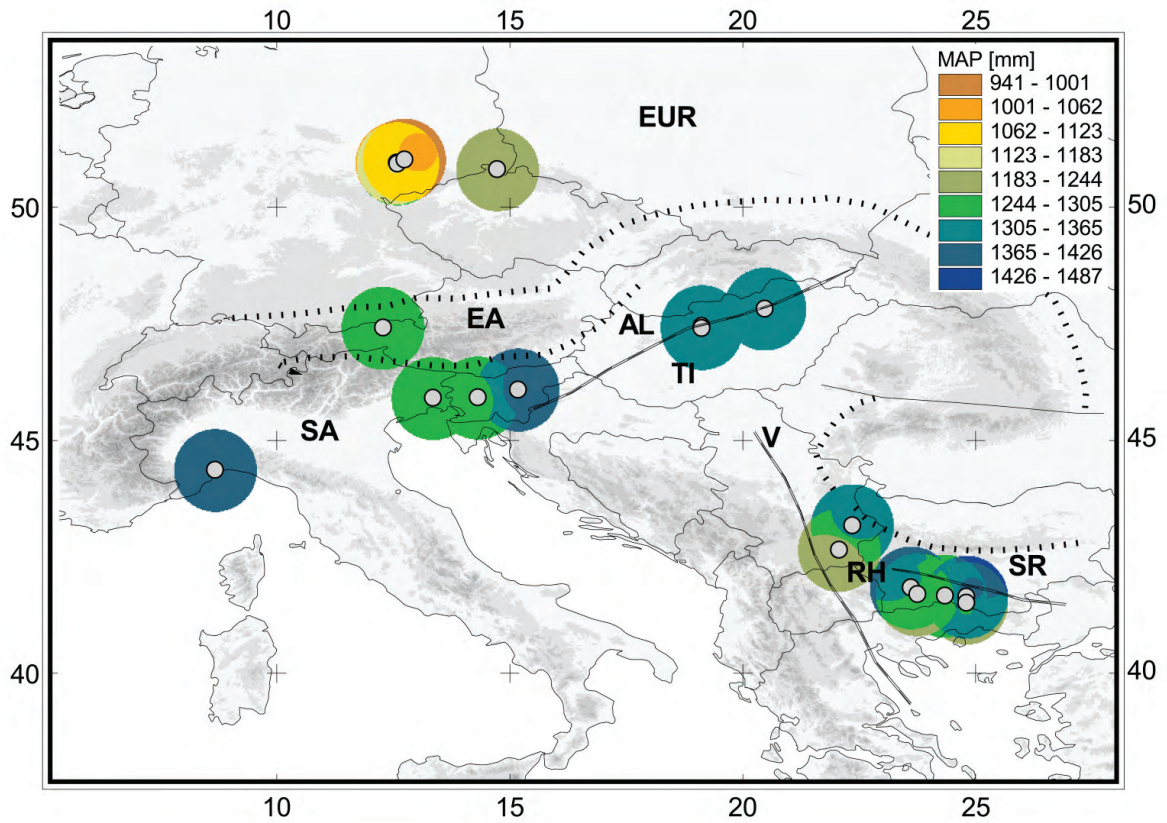 10 15 20 25
MAP [mm]
941 - 1001
1001 - 1062
1062 - 1123
1123 - 1183
1183 - 1244
1244 - 1305
1305 - 1365
1365 - 1426
1426 - 1487
EUR
50 50
EA
AL
TI
SA
45 45
V
RH
SR
40 40
10 15 20 25